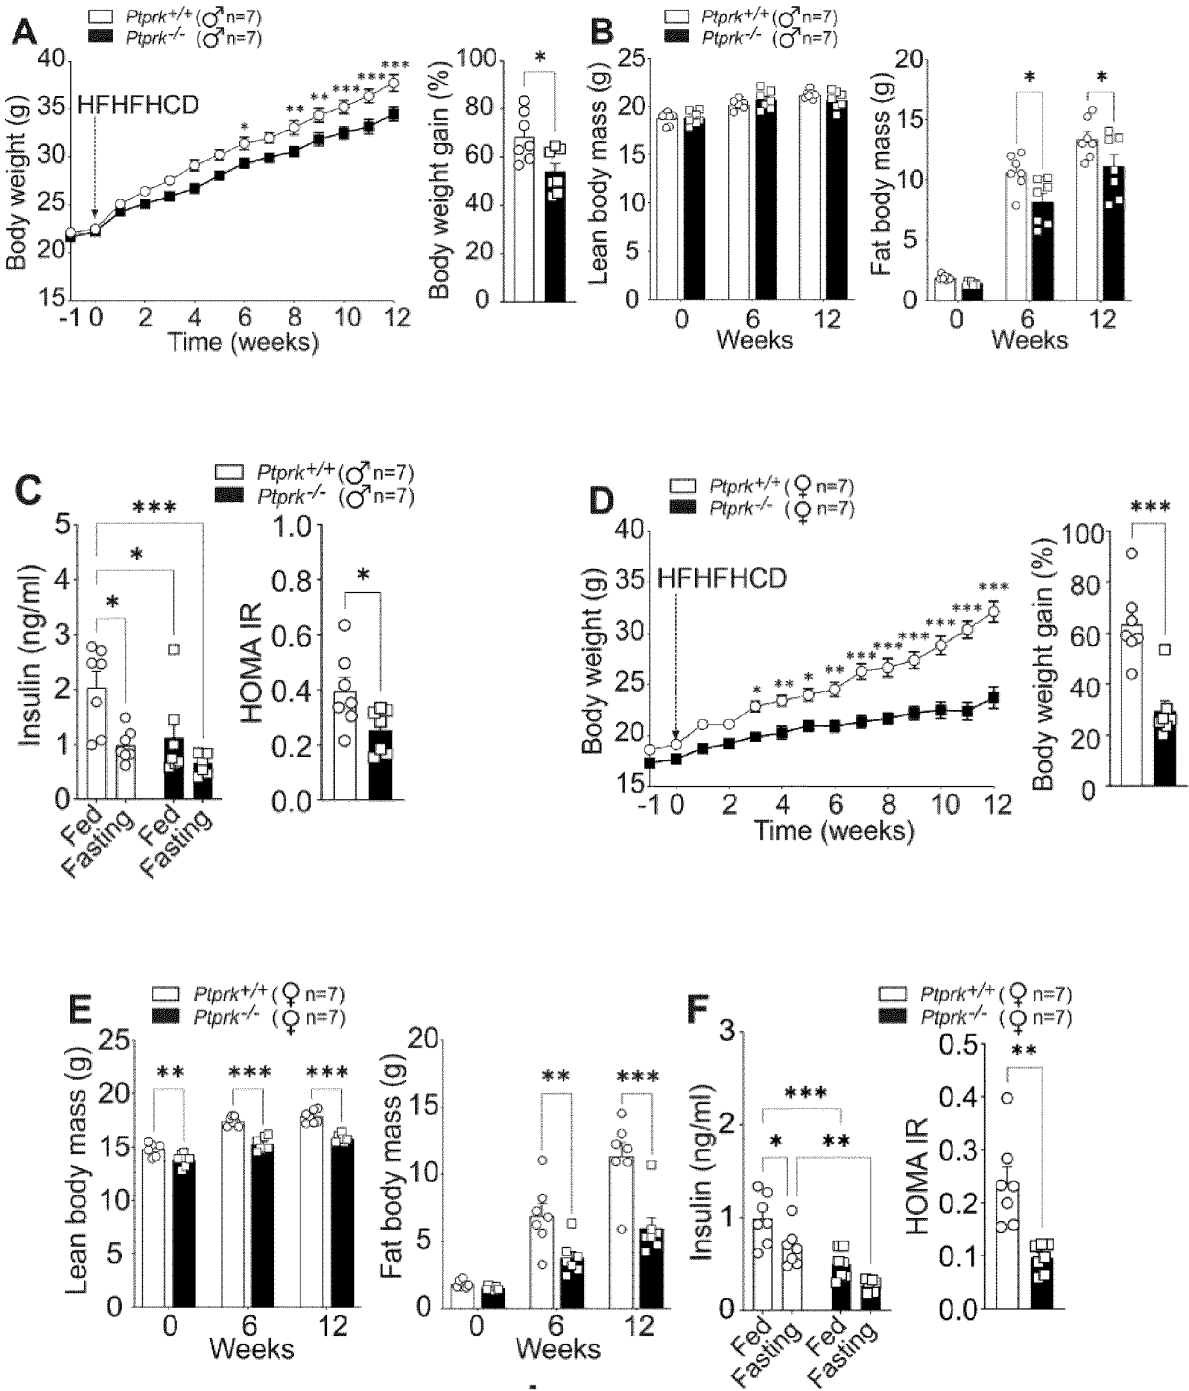 A
Ptprk+/+ (♂ n=7)
Ptprk-/- (♂ n=7)
Body weight (g)
40
35
30
25
20
15
HFHFHCD
* ** ** *** *** ***
-1 0 2 4 6 8 10 12
Time (weeks)
Body weight gain (%)
100
80
60
40
20
0
*
B
Ptprk+/+ (♂ n=7)
Ptprk-/- (♂ n=7)
Lean body mass (g)
25
20
15
10
5
0
0 6 12
Weeks
Fat body mass (g)
20
15
10
5
0
* *
0 6 12
Weeks
C
Ptprk+/+ (♂ n=7)
Ptprk-/- (♂ n=7)
Insulin (ng/ml)
5
4
3
2
1
0
***
*
*
Fed Fasting Fed Fasting
HOMA IR
1.0
0.8
0.6
0.4
0.2
0.0
*
D
Ptprk+/+ (♀ n=7)
Ptprk-/- (♀ n=7)
Body weight (g)
40
35
30
25
20
15
HFHFHCD
* ** * ** *** *** *** *** *** ***
-1 0 2 4 6 8 10 12
Time (weeks)
Body weight gain (%)
100
80
60
40
20
0
***
E
Ptprk+/+ (♀ n=7)
Ptprk-/- (♀ n=7)
Lean body mass (g)
25
20
15
10
5
0
** *** ***
0 6 12
Weeks
Fat body mass (g)
20
15
10
5
0
** ***
0 6 12
Weeks
F
Ptprk+/+ (♀ n=7)
Ptprk-/- (♀ n=7)
Insulin (ng/ml)
3
2
1
0
***
* **
Fed Fasting Fed Fasting
HOMA IR
0.5
0.4
0.3
0.2
0.1
0.0
**